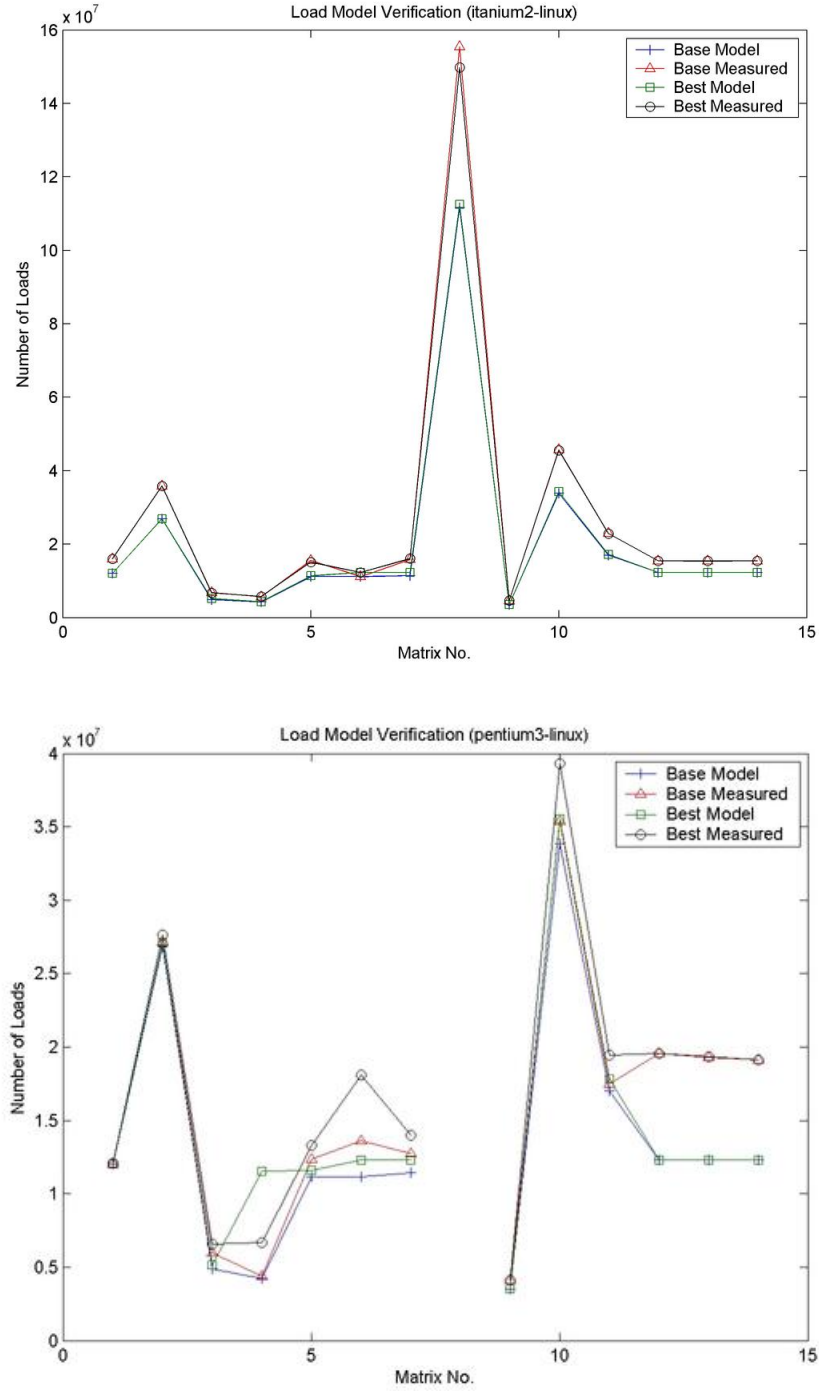 Load Model Verification (itanium2-linux)
x 10^7
16
14
12
10
8
6
4
2
0
Number of Loads
Base Model
Base Measured
Best Model
Best Measured
0 5 10 15
Matrix No.
Load Model Verification (pentium3-linux)
x 10^7
4
3.5
3
2.5
2
1.5
1
0.5
0
Number of Loads
Base Model
Base Measured
Best Model
Best Measured
0 5 10 15
Matrix No.